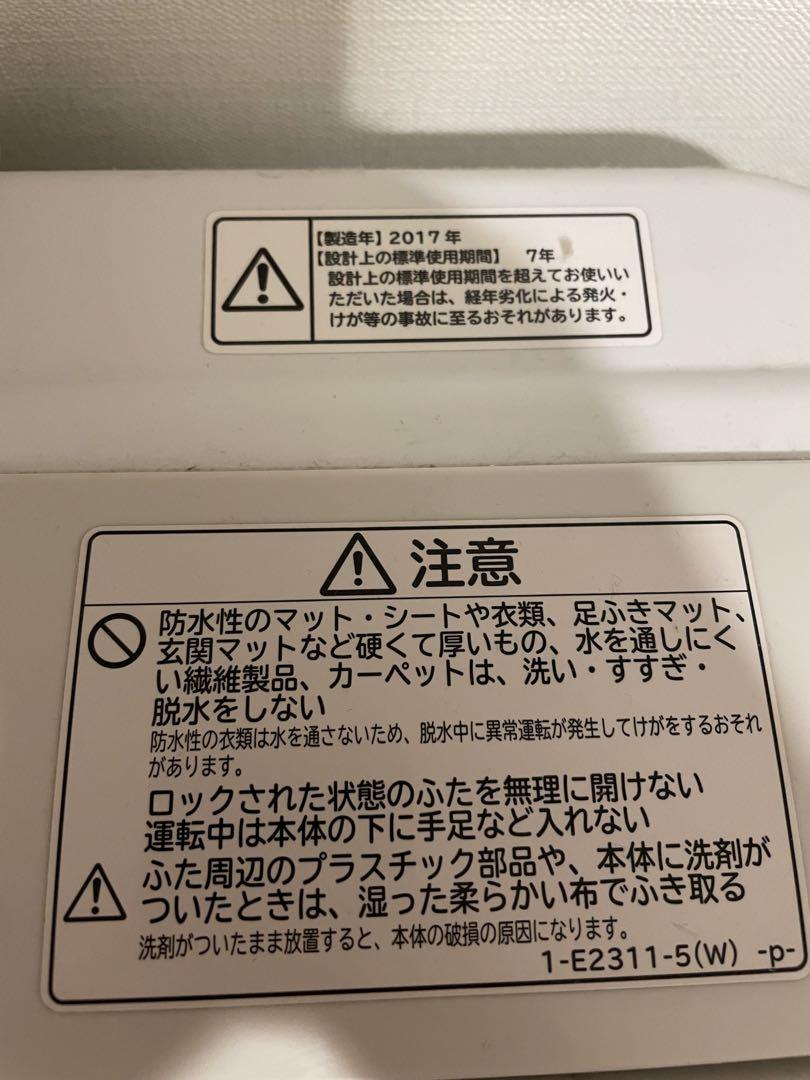 【製造年】2017年
【設計上の標準使用期間】 7年
設計上の標準使用期間を超えてお使いい
ただいた場合は、経年劣化による発火・
けが等の事故に至るおそれがあります。
注意
防水性のマット・シートや衣類、足ふきマット、
玄関マットなど硬くて厚いもの、水を通しにく
い繊維製品、カーペットは、洗い・すすぎ・
脱水をしない
防水性の衣類は水を通さないため、脱水中に異常運転が発生してけがをするおそれ
があります。
ロックされた状態のふたを無理に開けない
運転中は本体の下に手足など入れない
ふた周辺のプラスチック部品や、本体に洗剤が
ついたときは、湿った柔らかい布でふき取る
洗剤がついたまま放置すると、本体の破損の原因になります。
1-E2311-5(W) -p-